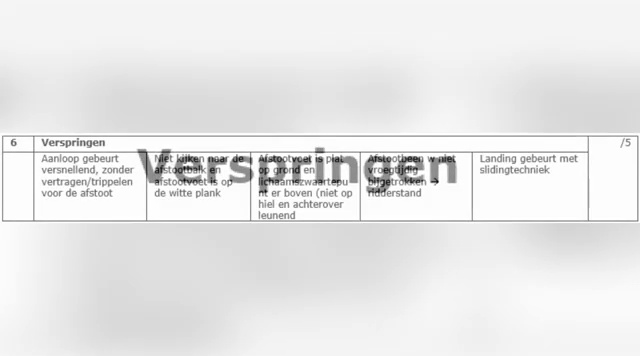 6 Verspringen /5
Aanloop gebeurt
versnellend, zonder
vertragen/trippelen
voor de afstoot
Niet kijken naar de
afstootbalk en
afstootvoet is op
de witte plank
Afstootvoet is plat
op grond en
lichaamszwaartepu
nt er boven (niet op
hiel en achterover
leunend
Afstootbeen w niet
vroegtijdig
bijgetrokken →
ridderstand
Landing gebeurt met
slidingtechniek
Verspringen